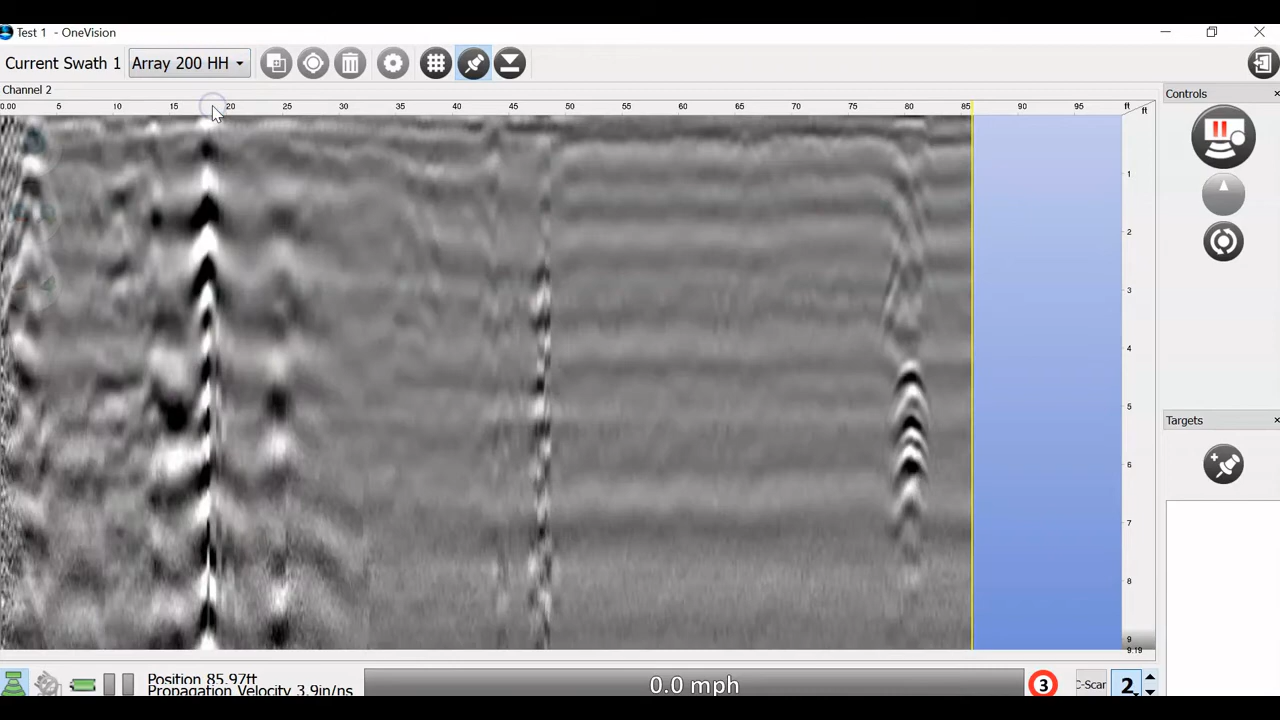 Test 1 - OneVision
Current Swath 1 Array 200 HH
Channel 2
0.00 5 10 15 20 25 30 35 40 45 50 55 60 65 70 75 80 85 90 95 ft
ft
1
2
3
4
5
6
7
8
9
9.19
Controls
Targets
Position 85.97ft
Propagation Velocity 3.9in/ns
0.0 mph
3
C-Scar
2